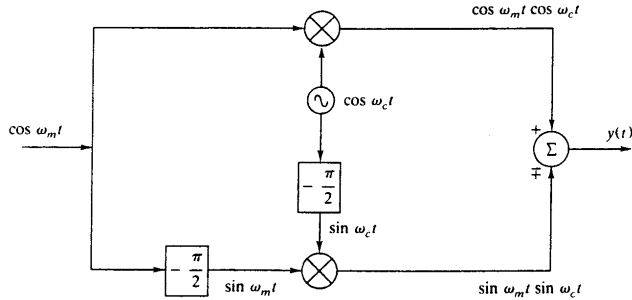 cos ω_m t cos ω_c t
cos ω_c t
cos ω_m t
+
Σ
y(t)
∓
− π/2
sin ω_c t
− π/2
sin ω_m t
sin ω_m t sin ω_c t